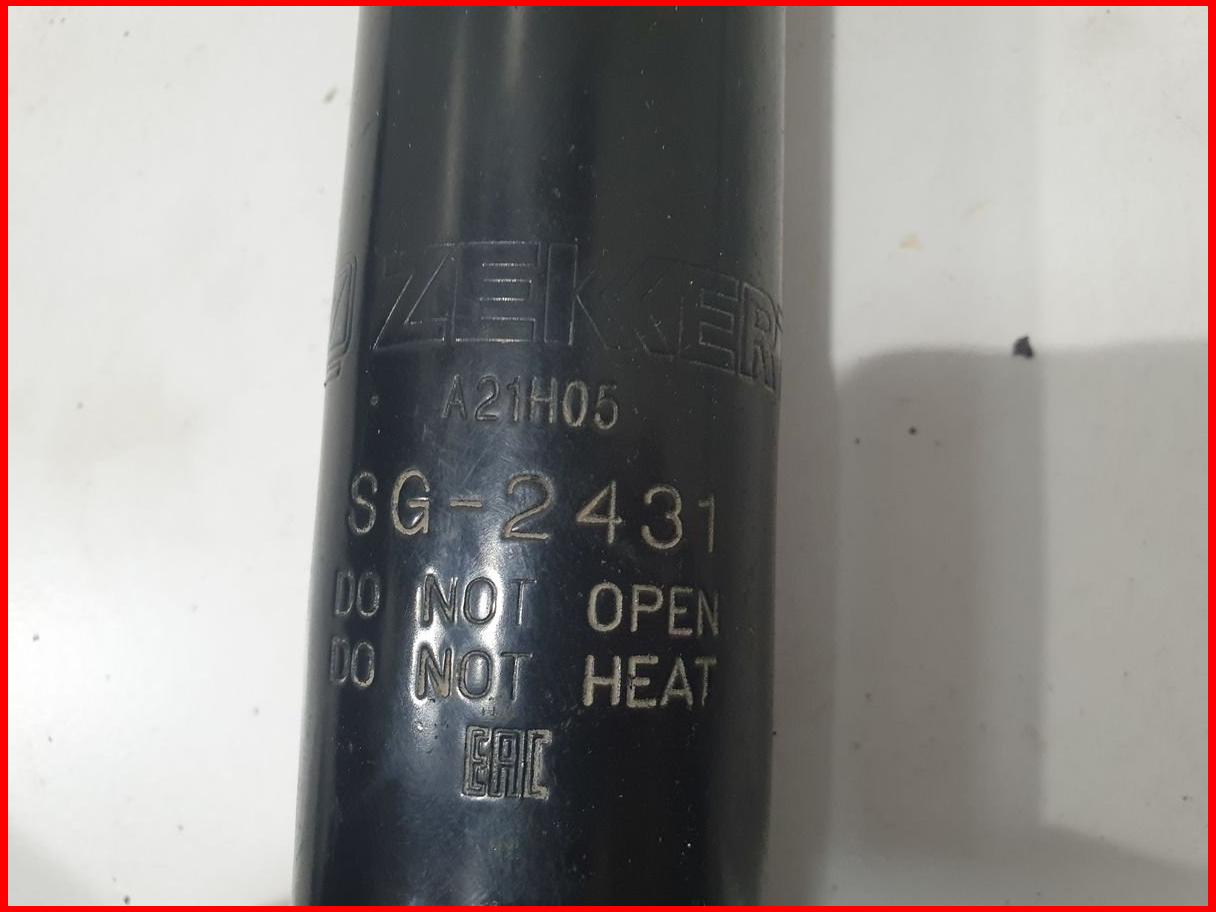 ZEKKERT
A21H05
SG-2431
DO NOT OPEN
DO NOT HEAT
EAC